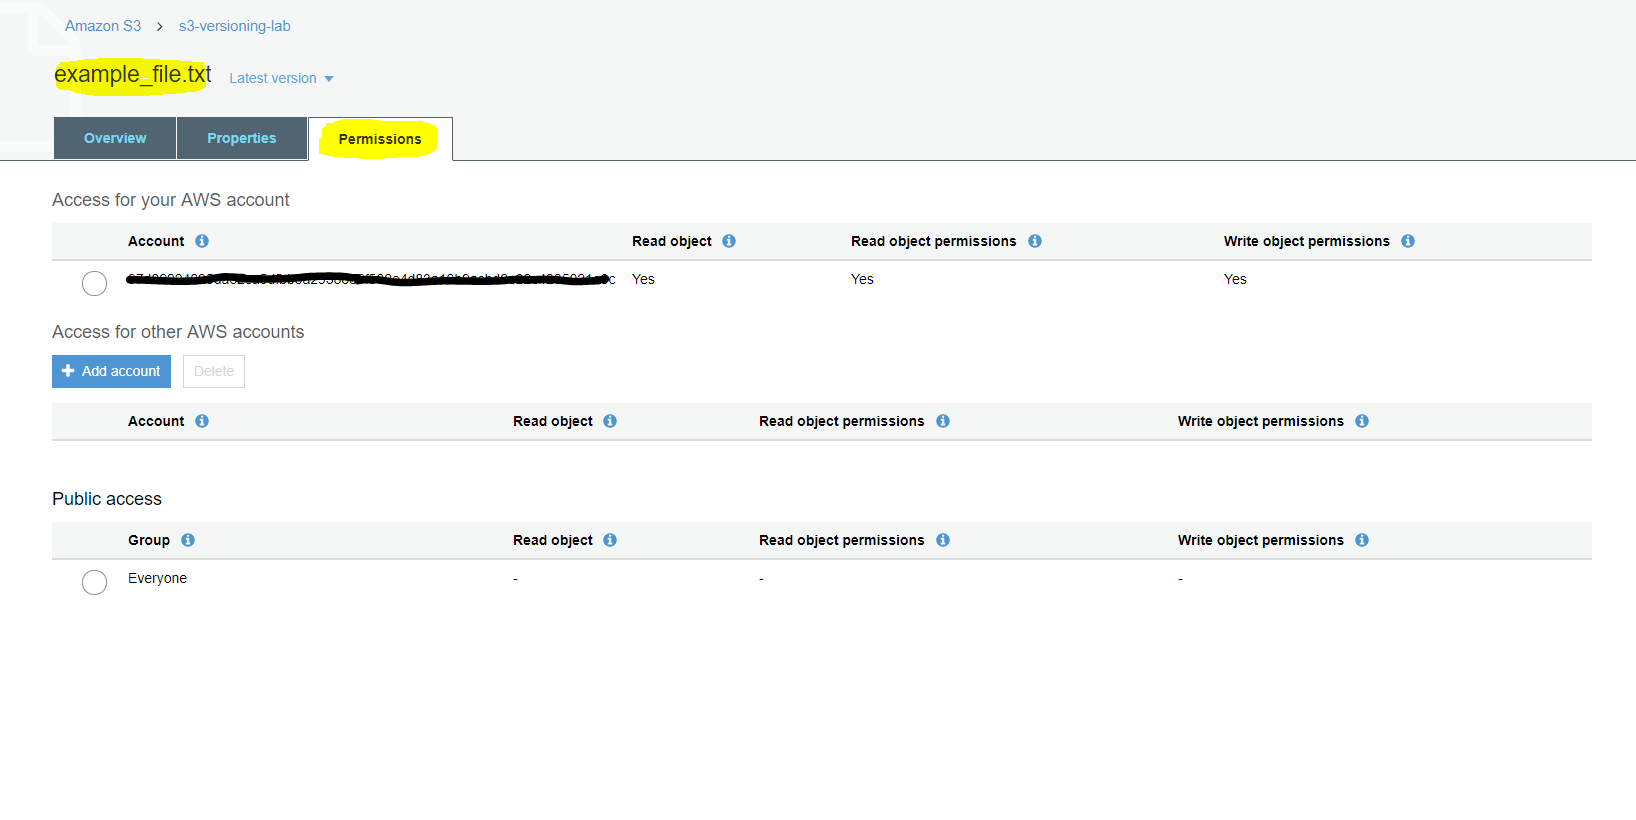 Amazon S3 > s3-versioning-lab
example_file.txt Latest version
Overview Properties Permissions
Access for your AWS account
Account Read object Read object permissions Write object permissions
Yes Yes Yes
Access for other AWS accounts
+ Add account Delete
Account Read object Read object permissions Write object permissions
Public access
Group Read object Read object permissions Write object permissions
Everyone - - -